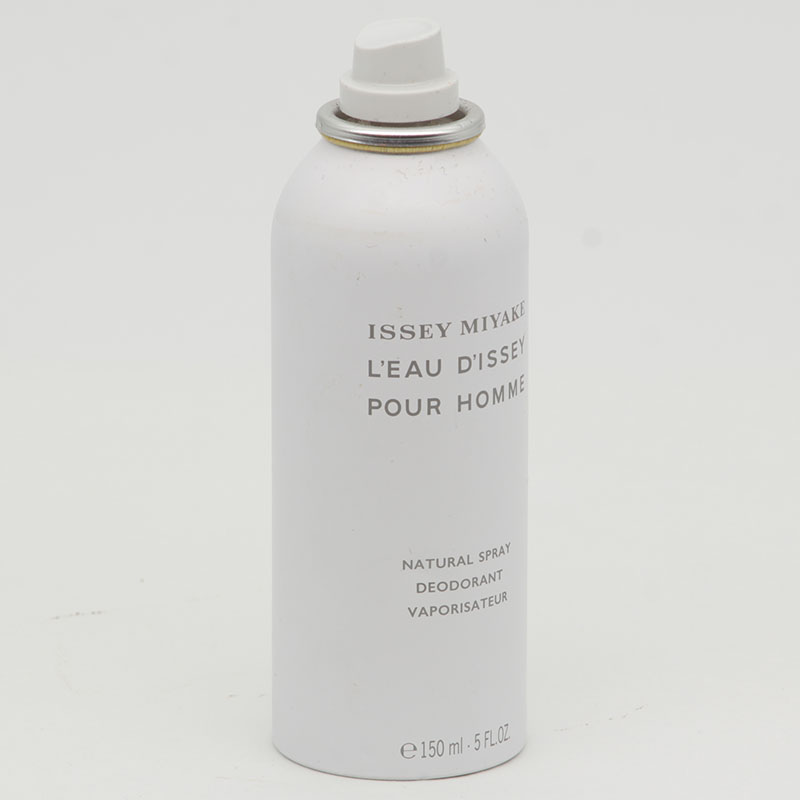 ISSEY MIYAKE
L'EAU D'ISSEY
POUR HOMME
NATURAL SPRAY
DEODORANT
VAPORISATEUR
℮150 ml · 5 FL.OZ.